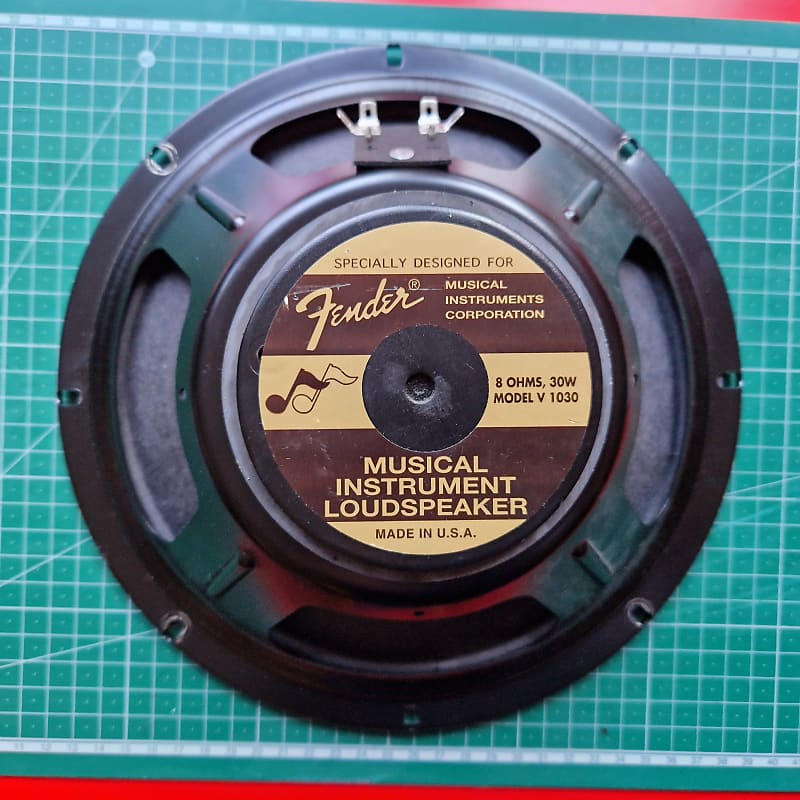 SPECIALLY DESIGNED FOR
Fender®
MUSICAL
INSTRUMENTS
CORPORATION
8 OHMS, 30W
MODEL V 1030
MUSICAL
INSTRUMENT
LOUDSPEAKER
MADE IN U.S.A.